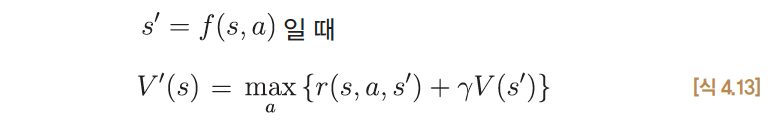 s′ = f(s, a) 일 때
V′(s) = max_a {r(s, a, s′) + γV(s′)} [식 4.13]